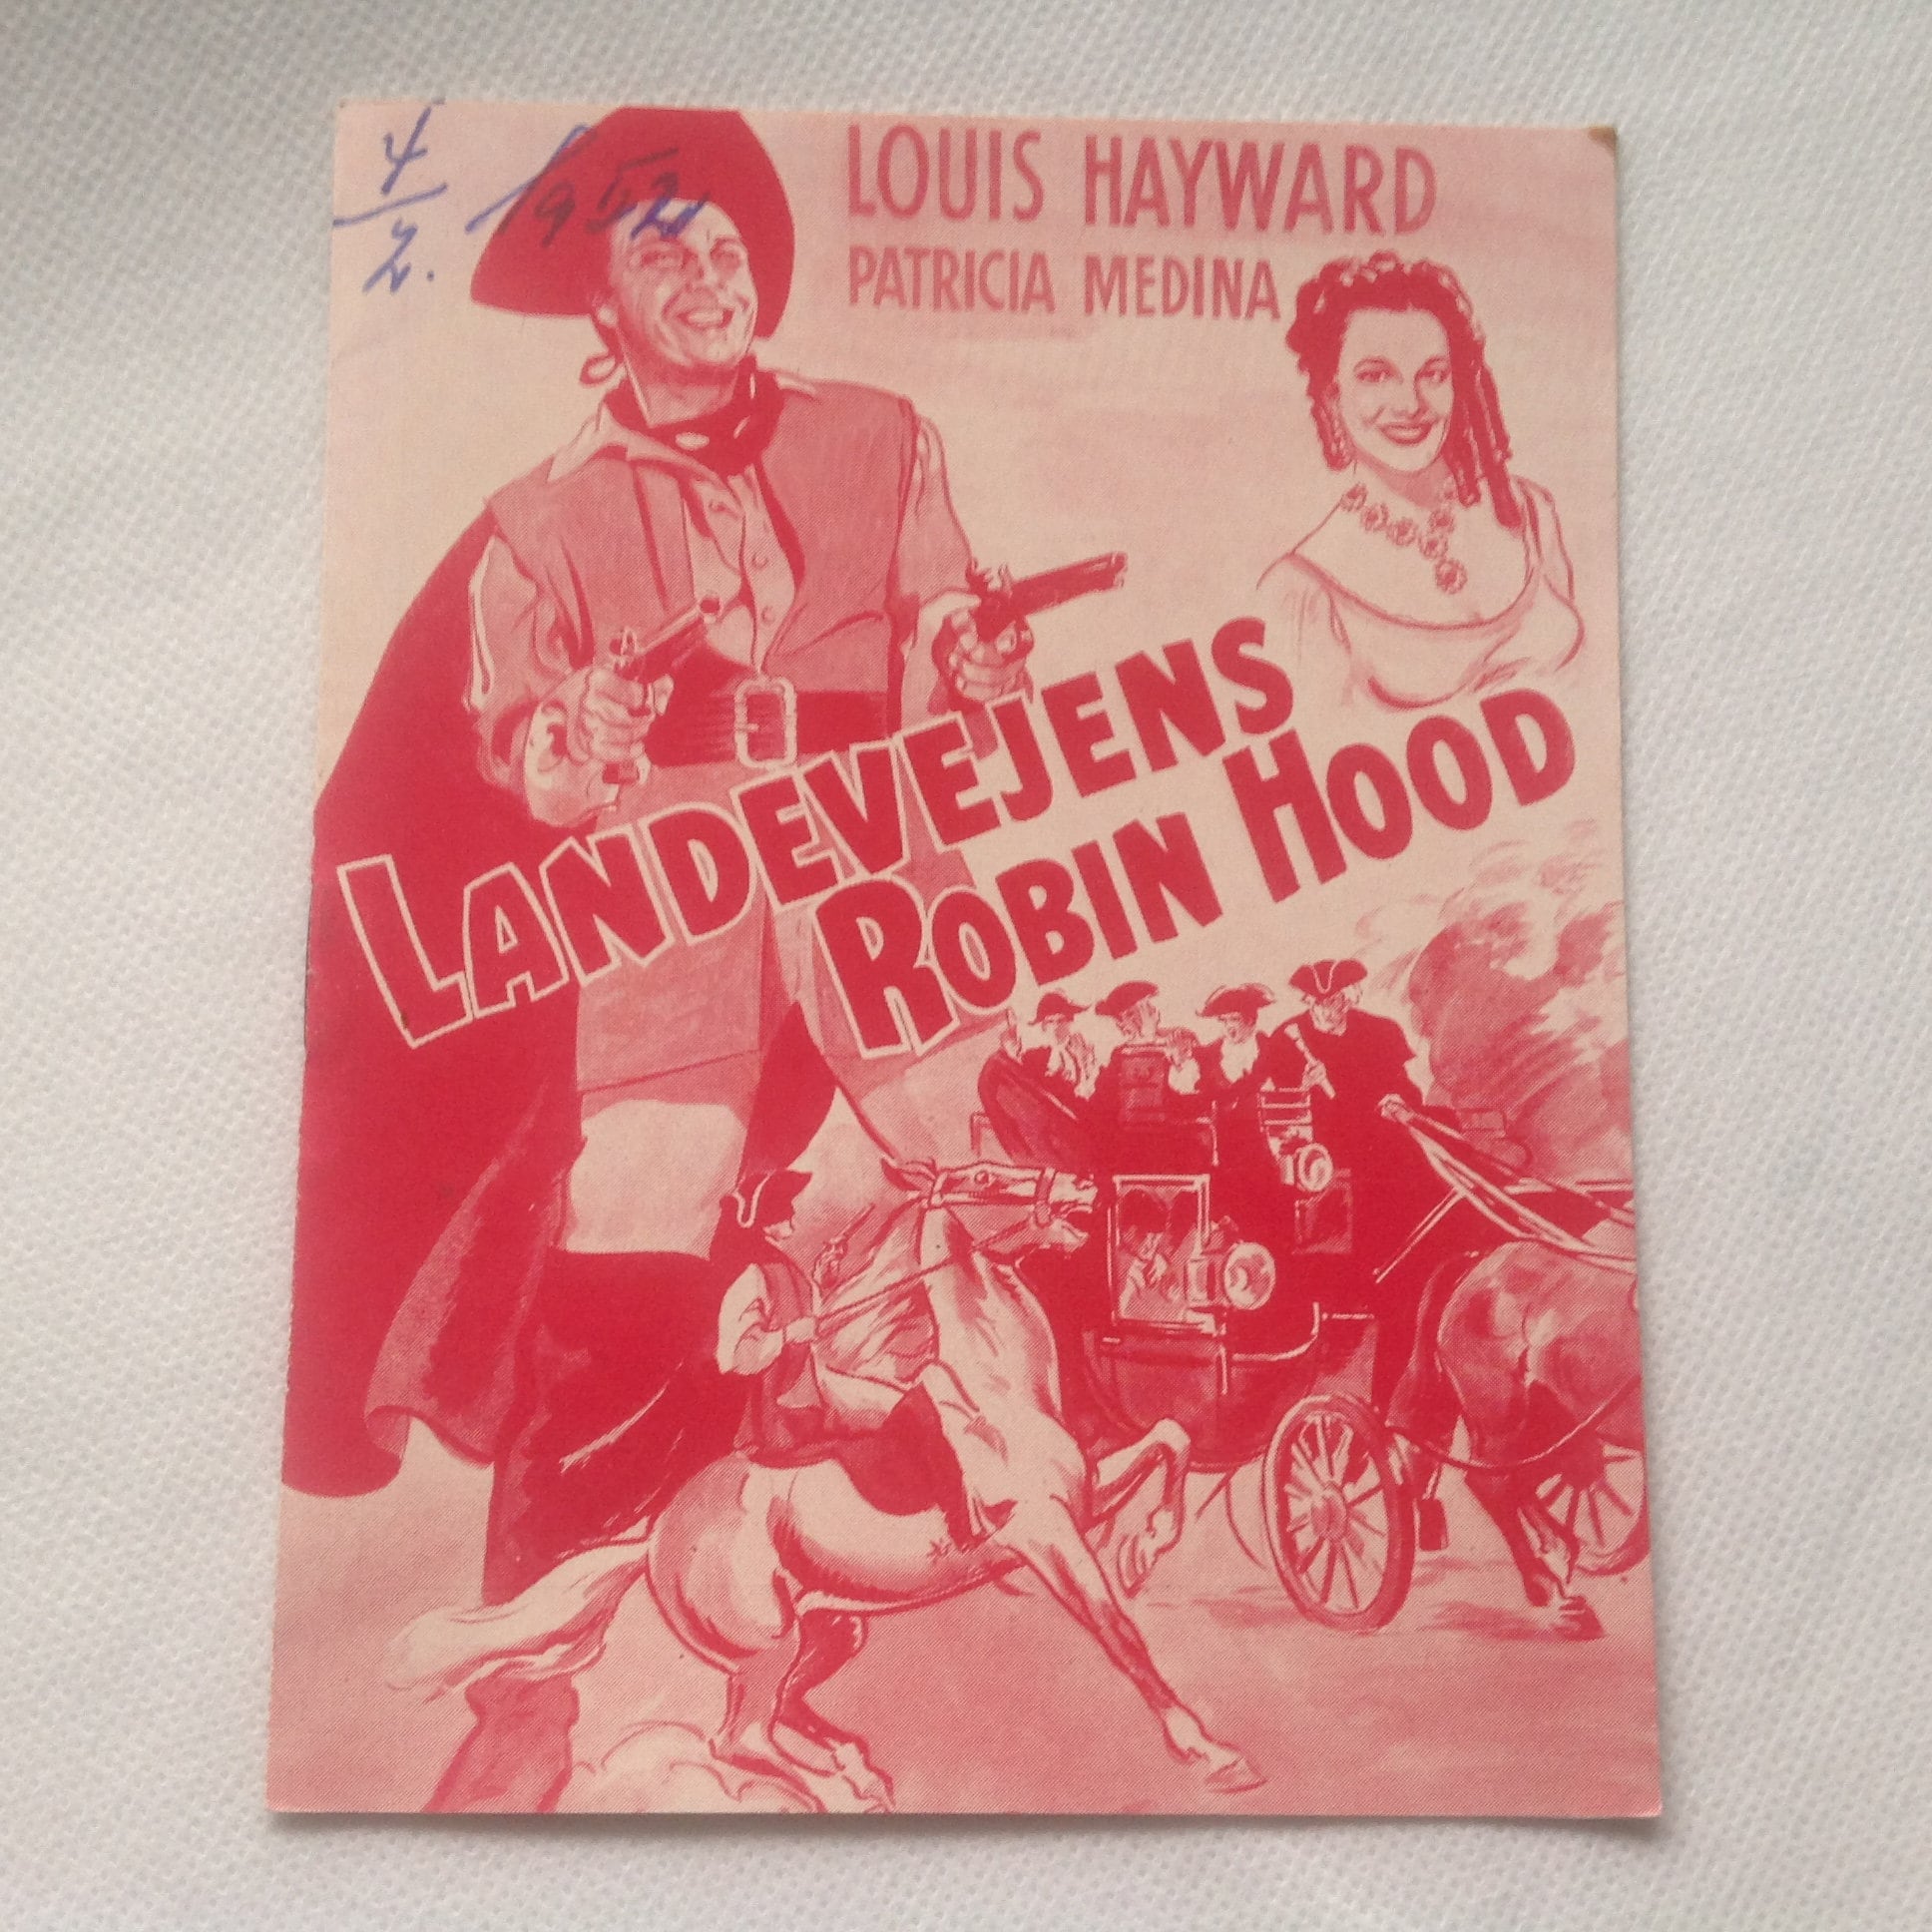 4/2. 1952
LOUIS HAYWARD
PATRICIA MEDINA
LANDEVEJENS
ROBIN HOOD